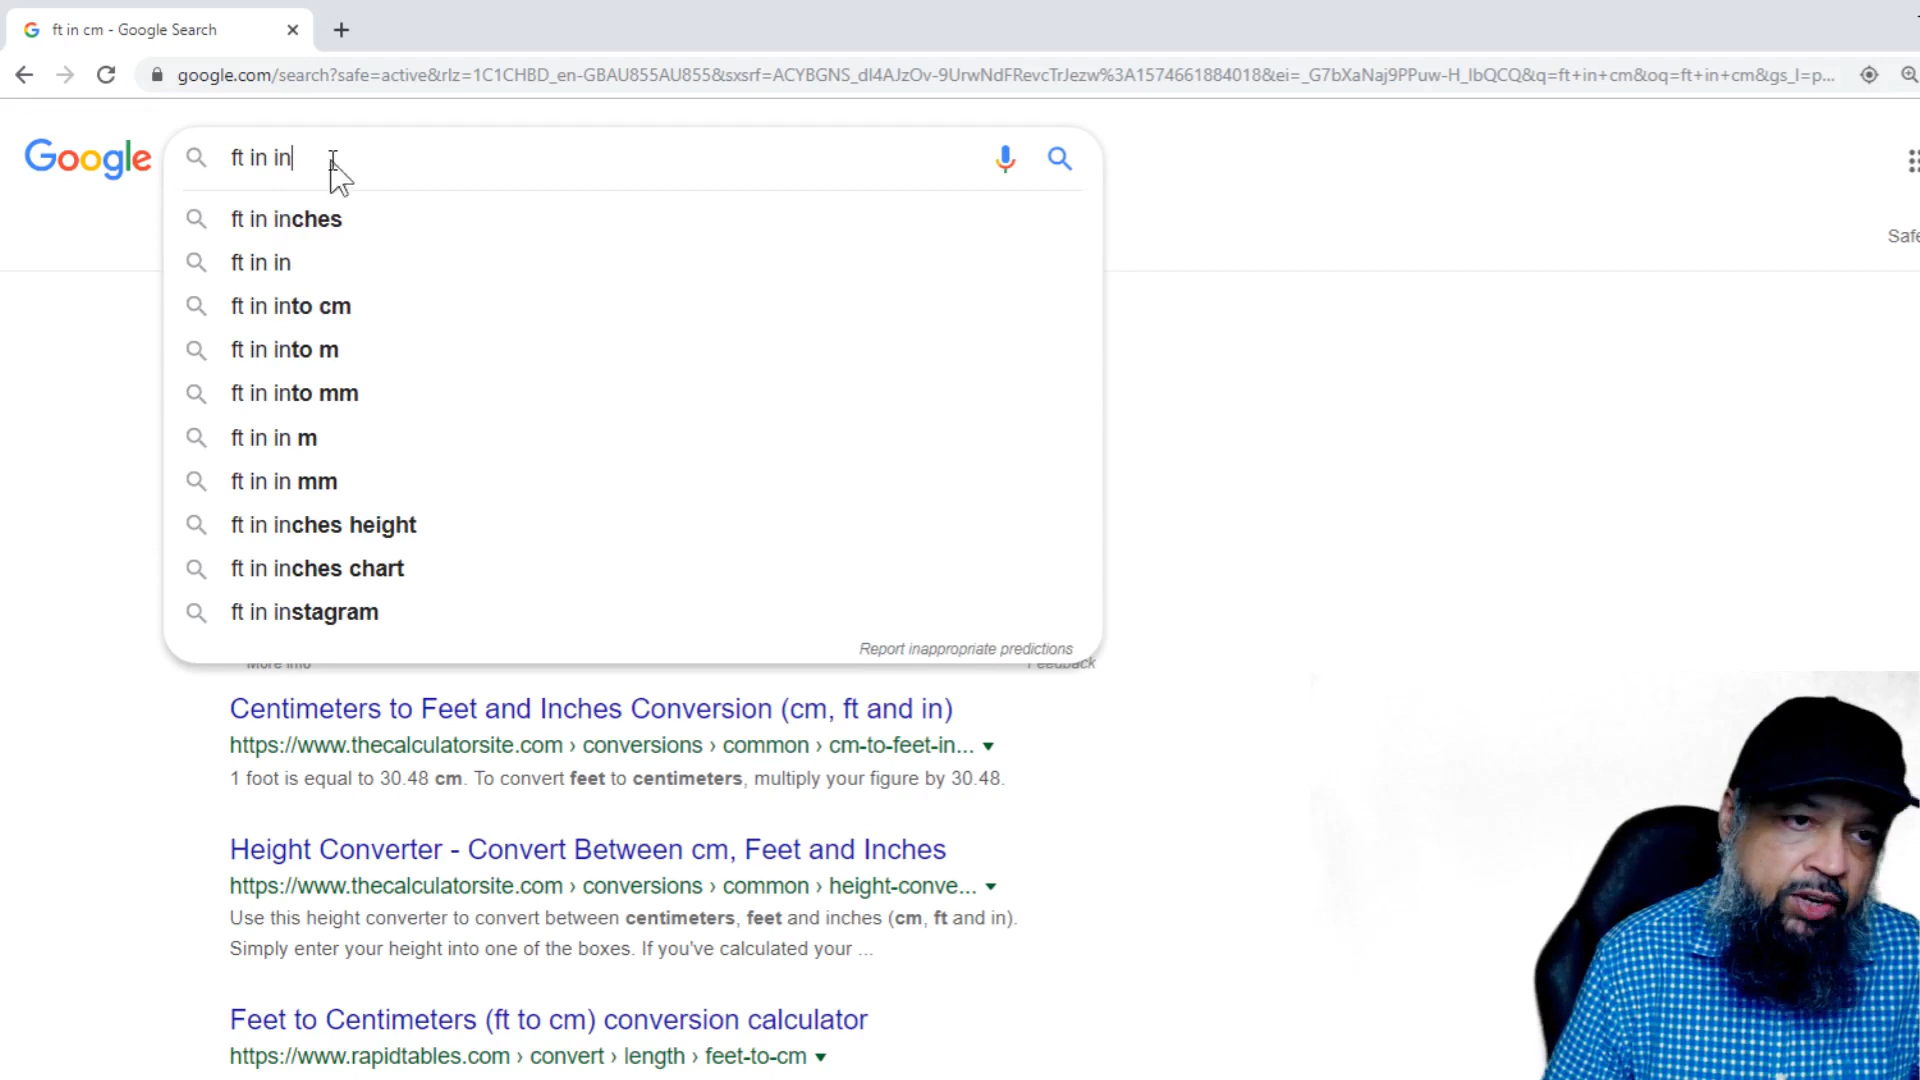 ft in cm - Google Search
google.com/search?safe=active&rlz=1C1CHBD_en-GBAU855AU855&sxsrf=ACYBGNS_dI4AJzOv-9UrwNdFRevcTrJezw%3A1574661884018&ei=_G7bXaNaj9PPuw-H_IbQCQ&q=ft+in+cm&oq=ft+in+cm&gs_l=p...
Google
ft in in
ft in inches
Safe
ft in in
ft in into cm
ft in into m
ft in into mm
ft in in m
ft in in mm
ft in inches height
ft in inches chart
ft in instagram
Report inappropriate predictions
More info Feedback
Centimeters to Feet and Inches Conversion (cm, ft and in)
https://www.thecalculatorsite.com › conversions › common › cm-to-feet-in...
1 foot is equal to 30.48 cm. To convert feet to centimeters, multiply your figure by 30.48.
Height Converter - Convert Between cm, Feet and Inches
https://www.thecalculatorsite.com › conversions › common › height-conve...
Use this height converter to convert between centimeters, feet and inches (cm, ft and in).
Simply enter your height into one of the boxes. If you've calculated your ...
Feet to Centimeters (ft to cm) conversion calculator
https://www.rapidtables.com › convert › length › feet-to-cm